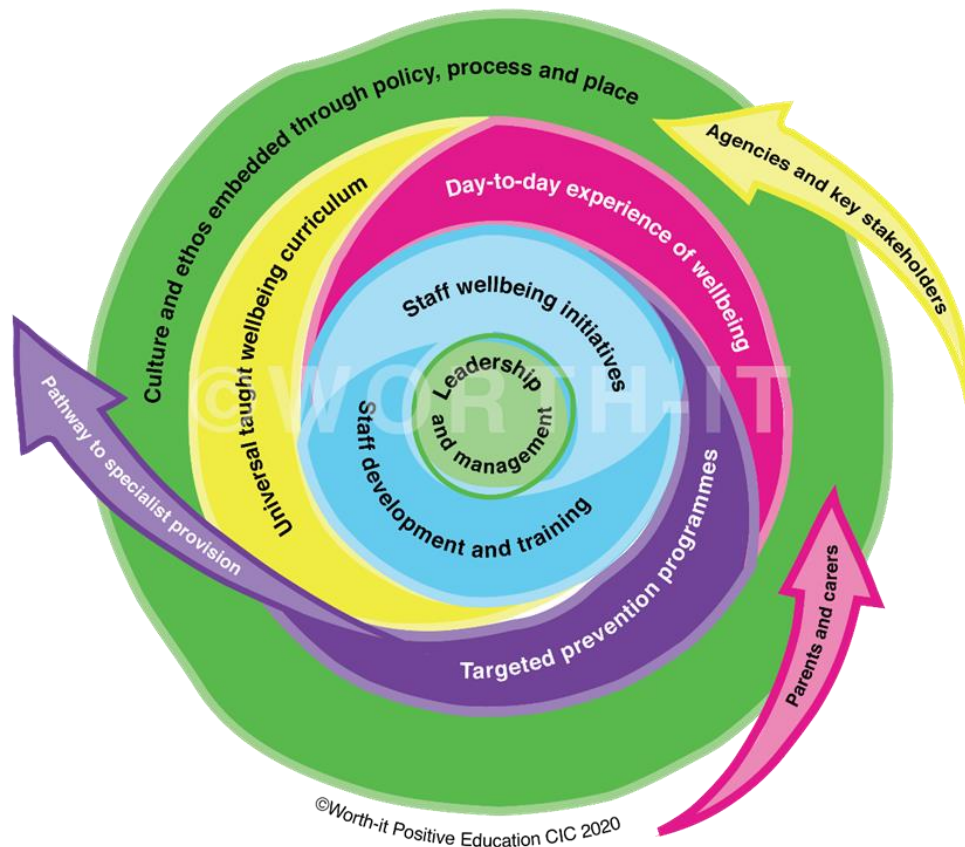 Culture and ethos embedded through policy, process and place
Agencies and key stakeholders
Day-to-day experience of wellbeing
Universal taught wellbeing curriculum
Staff wellbeing initiatives
Leadership
and management
©WORTH-IT
Staff development and training
Pathway to specialist provision
Targeted prevention programmes
Parents and carers
©Worth-it Positive Education CIC 2020